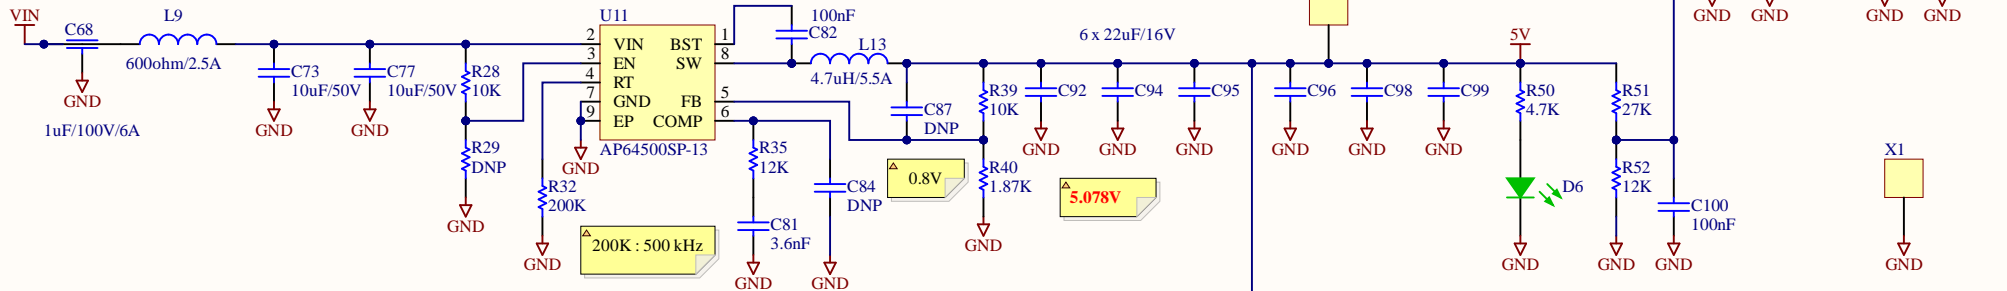 VIN
C68
GND
1uF/100V/6A
L9
600ohm/2.5A
C73
10uF/50V
GND
C77
10uF/50V
GND
R28
10K
R29
DNP
GND
R32
200K
GND
200K : 500 kHz
U11
2 VIN BST 1
3 EN SW 8
4 RT
7 GND FB 5
9 EP COMP 6
AP64500SP-13
GND
100nF
C82
L13
4.7uH/5.5A
R35
12K
C81
3.6nF
GND
C84
DNP
GND
C87
DNP
0.8V
R39
10K
R40
1.87K
GND
5.078V
6 x 22uF/16V
C92
GND
C94
GND
C95
GND
C96
GND
C98
GND
C99
GND
5V
R50
4.7K
D6
GND
R51
27K
R52
12K
GND
C100
100nF
GND
GND
GND
GND
GND
X1
GND